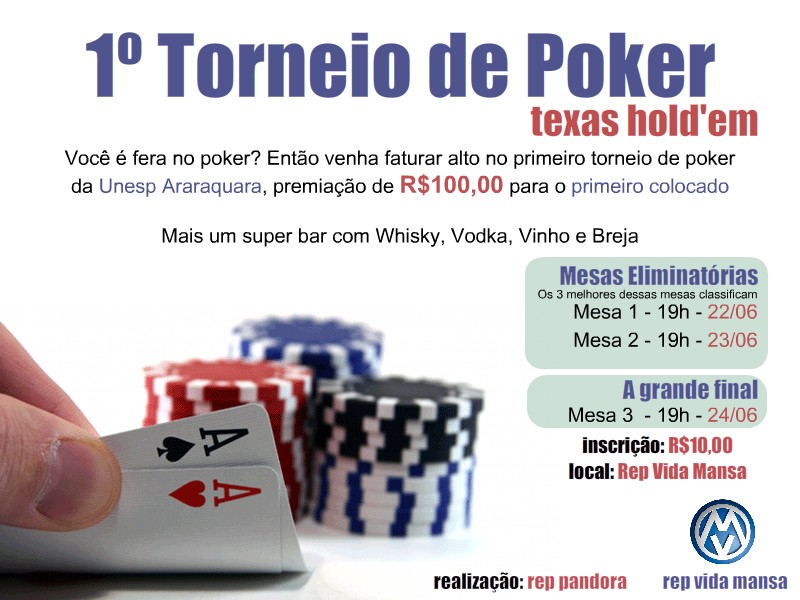 1º Torneio de Poker
texas hold'em
Você é fera no poker? Então venha faturar alto no primeiro torneio de poker
da Unesp Araraquara, premiação de R$100,00 para o primeiro colocado
Mais um super bar com Whisky, Vodka, Vinho e Breja
Mesas Eliminatórias
Os 3 melhores dessas mesas classificam
Mesa 1 - 19h - 22/06
Mesa 2 - 19h - 23/06
A grande final
Mesa 3 - 19h - 24/06
inscrição: R$10,00
local: Rep Vida Mansa
A
A
MV
realização: rep pandora rep vida mansa